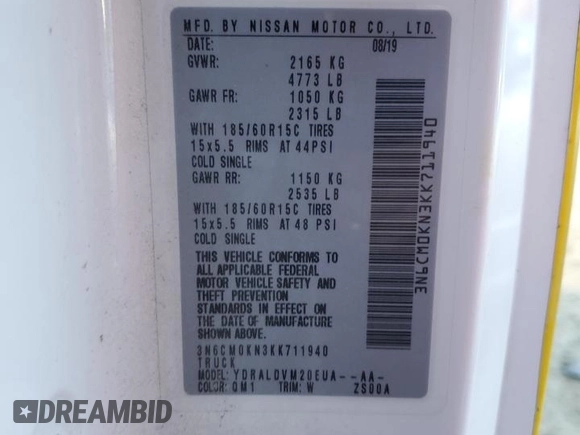 MFD. BY NISSAN MOTOR CO., LTD.
DATE: 08/19
GVWR: 2165 KG
4773 LB
GAWR FR: 1050 KG
2315 LB
WITH 185/60R15C TIRES
15x5.5 RIMS AT 44PSI
COLD SINGLE
GAWR RR: 1150 KG
2535 LB
WITH 185/60R15C TIRES
15x5.5 RIMS AT 48 PSI
COLD SINGLE
THIS VEHICLE CONFORMS TO
ALL APPLICABLE FEDERAL
MOTOR VEHICLE SAFETY AND
THEFT PREVENTION
STANDARDS IN EFFECT ON
THE DATE OF MANUFACTURE
SHOWN ABOVE.
3N6CM0KN3KK711940
TRUCK
MODEL: YDRALDVM20EUA--AA-
COLOR: QM1 TRIM: W 2S00A
3N6CM0KN3KK711940
DREAMBID